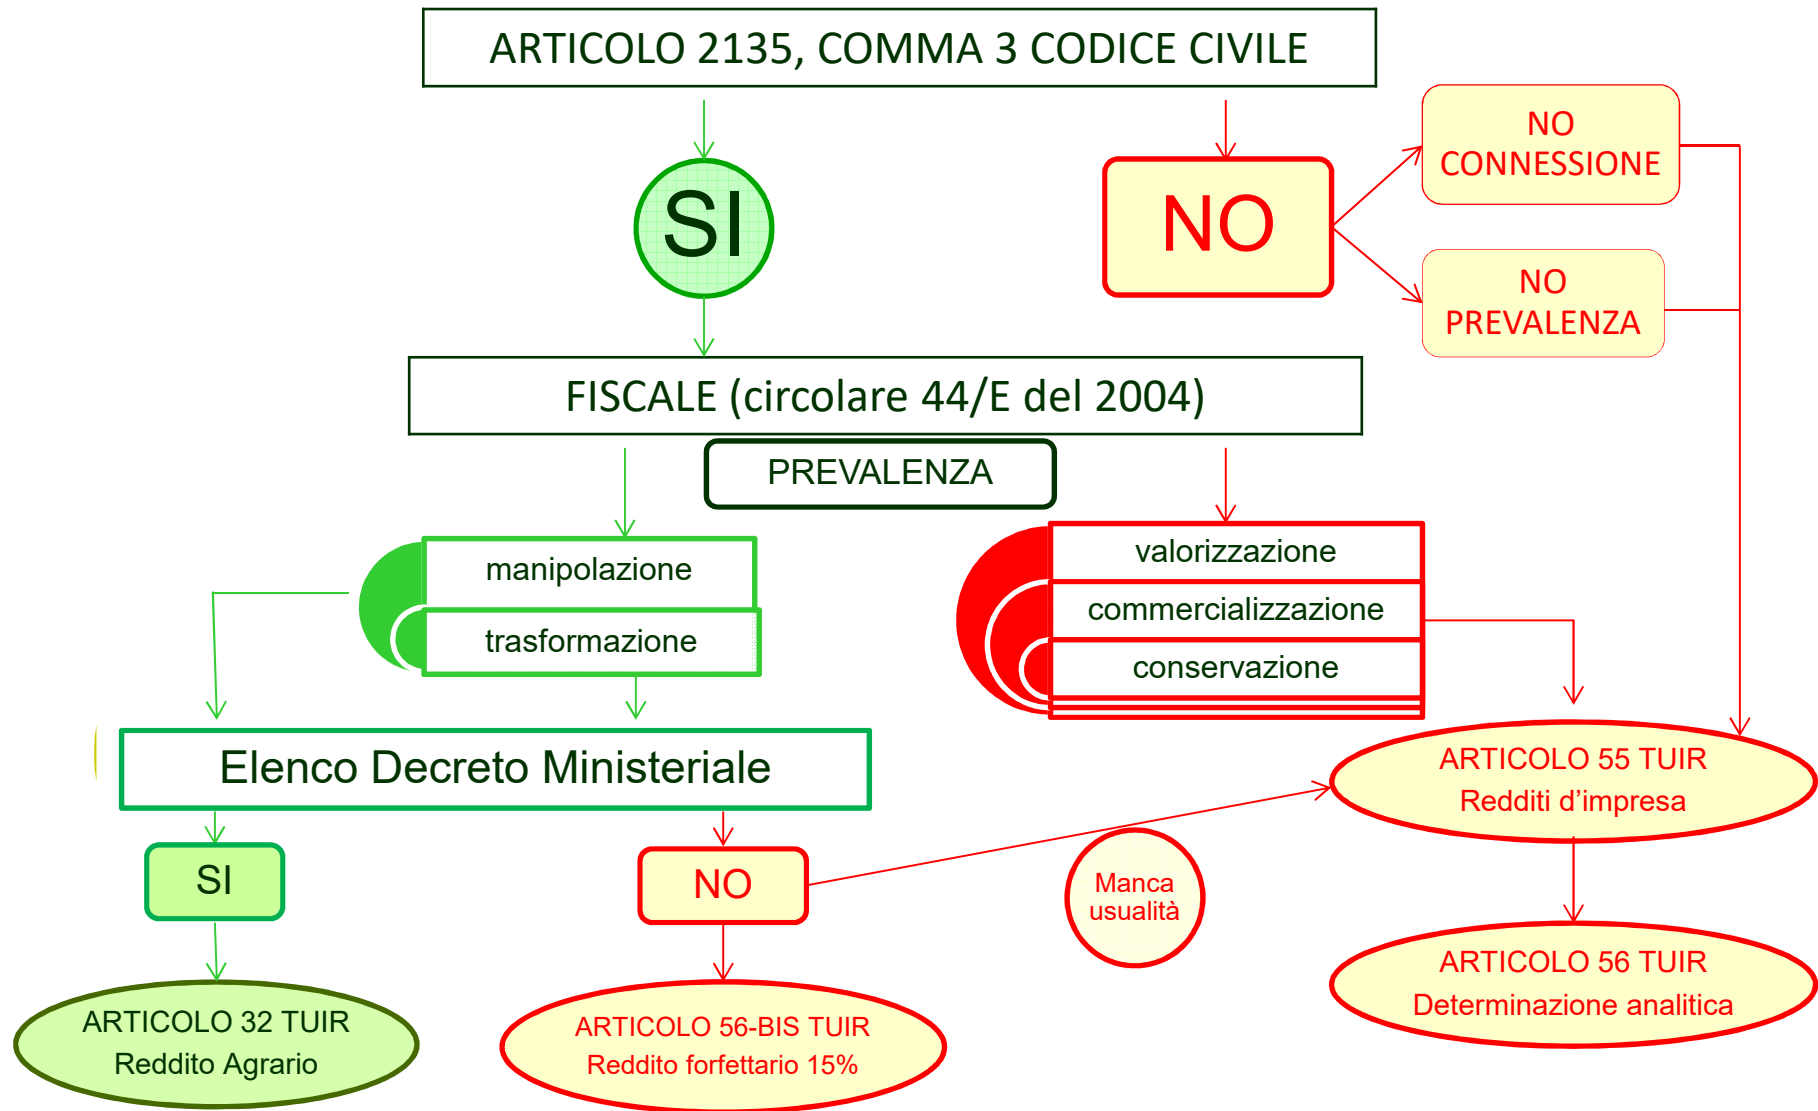 ARTICOLO 2135, COMMA 3 CODICE CIVILE
SI
NO
NO
CONNESSIONE
NO
PREVALENZA
FISCALE (circolare 44/E del 2004)
PREVALENZA
manipolazione
trasformazione
valorizzazione
commercializzazione
conservazione
Elenco Decreto Ministeriale
SI
NO
Manca
usualità
ARTICOLO 55 TUIR
Redditi d’impresa
ARTICOLO 56 TUIR
Determinazione analitica
ARTICOLO 32 TUIR
Reddito Agrario
ARTICOLO 56-BIS TUIR
Reddito forfettario 15%